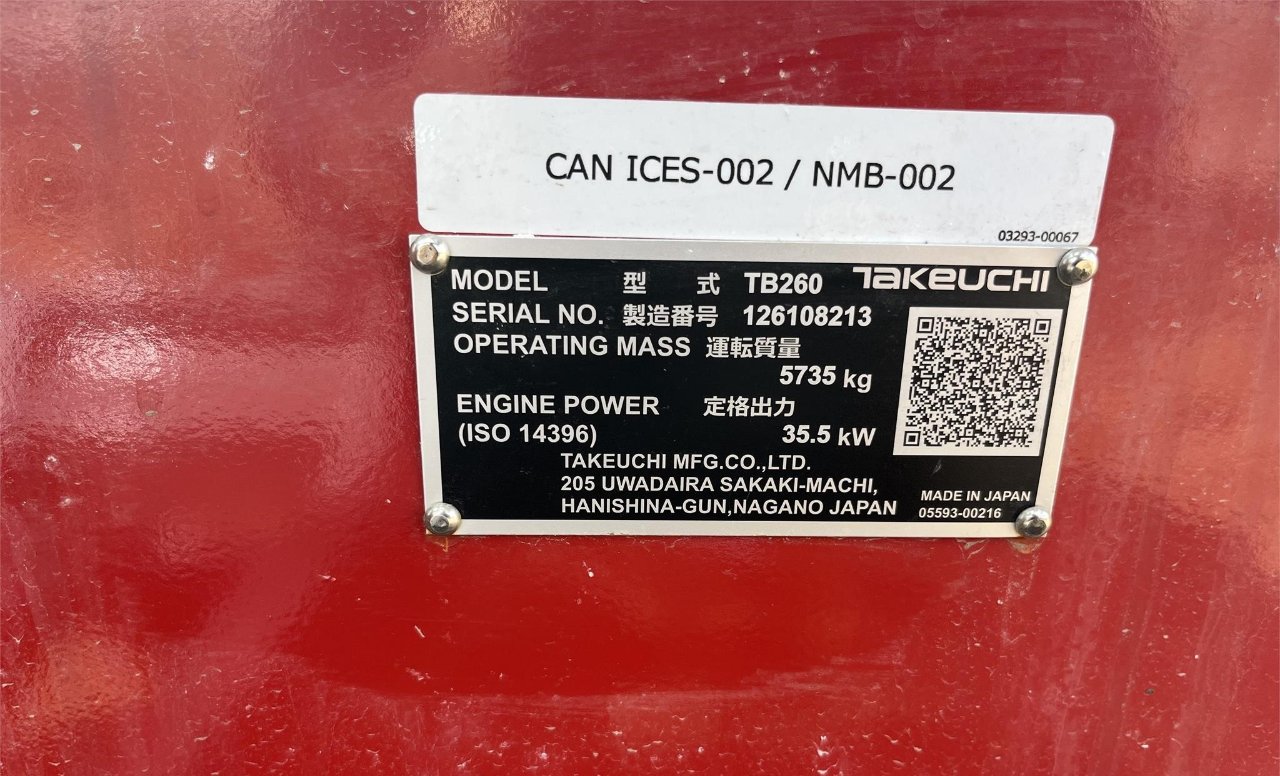 CAN ICES-002 / NMB-002
03293-00067
MODEL 型 式 TB260 TAKEUCHI
SERIAL NO. 製造番号 126108213
OPERATING MASS 運転質量
5735 kg
ENGINE POWER 定格出力
(ISO 14396) 35.5 kW
TAKEUCHI MFG.CO.,LTD.
205 UWADAIRA SAKAKI-MACHI,
HANISHINA-GUN,NAGANO JAPAN
MADE IN JAPAN
05593-00216